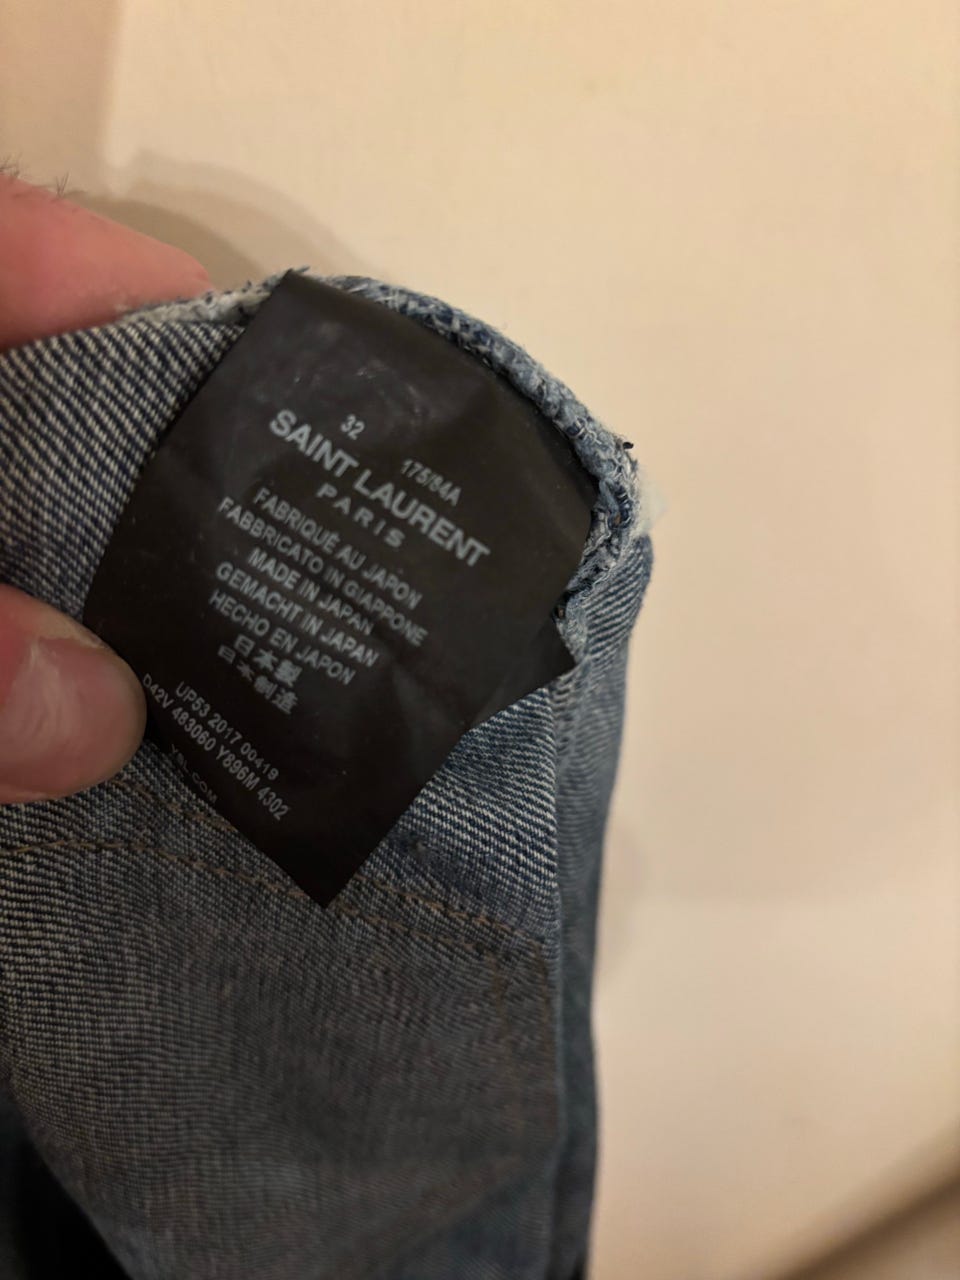 32
175/84A
SAINT LAURENT
PARIS
FABRIQUÉ AU JAPON
FABBRICATO IN GIAPPONE
MADE IN JAPAN
GEMACHT IN JAPAN
HECHO EN JAPON
日本製
日本制造
UP53 2017 00419
D42V 483060 Y896M 4302
YSL.COM